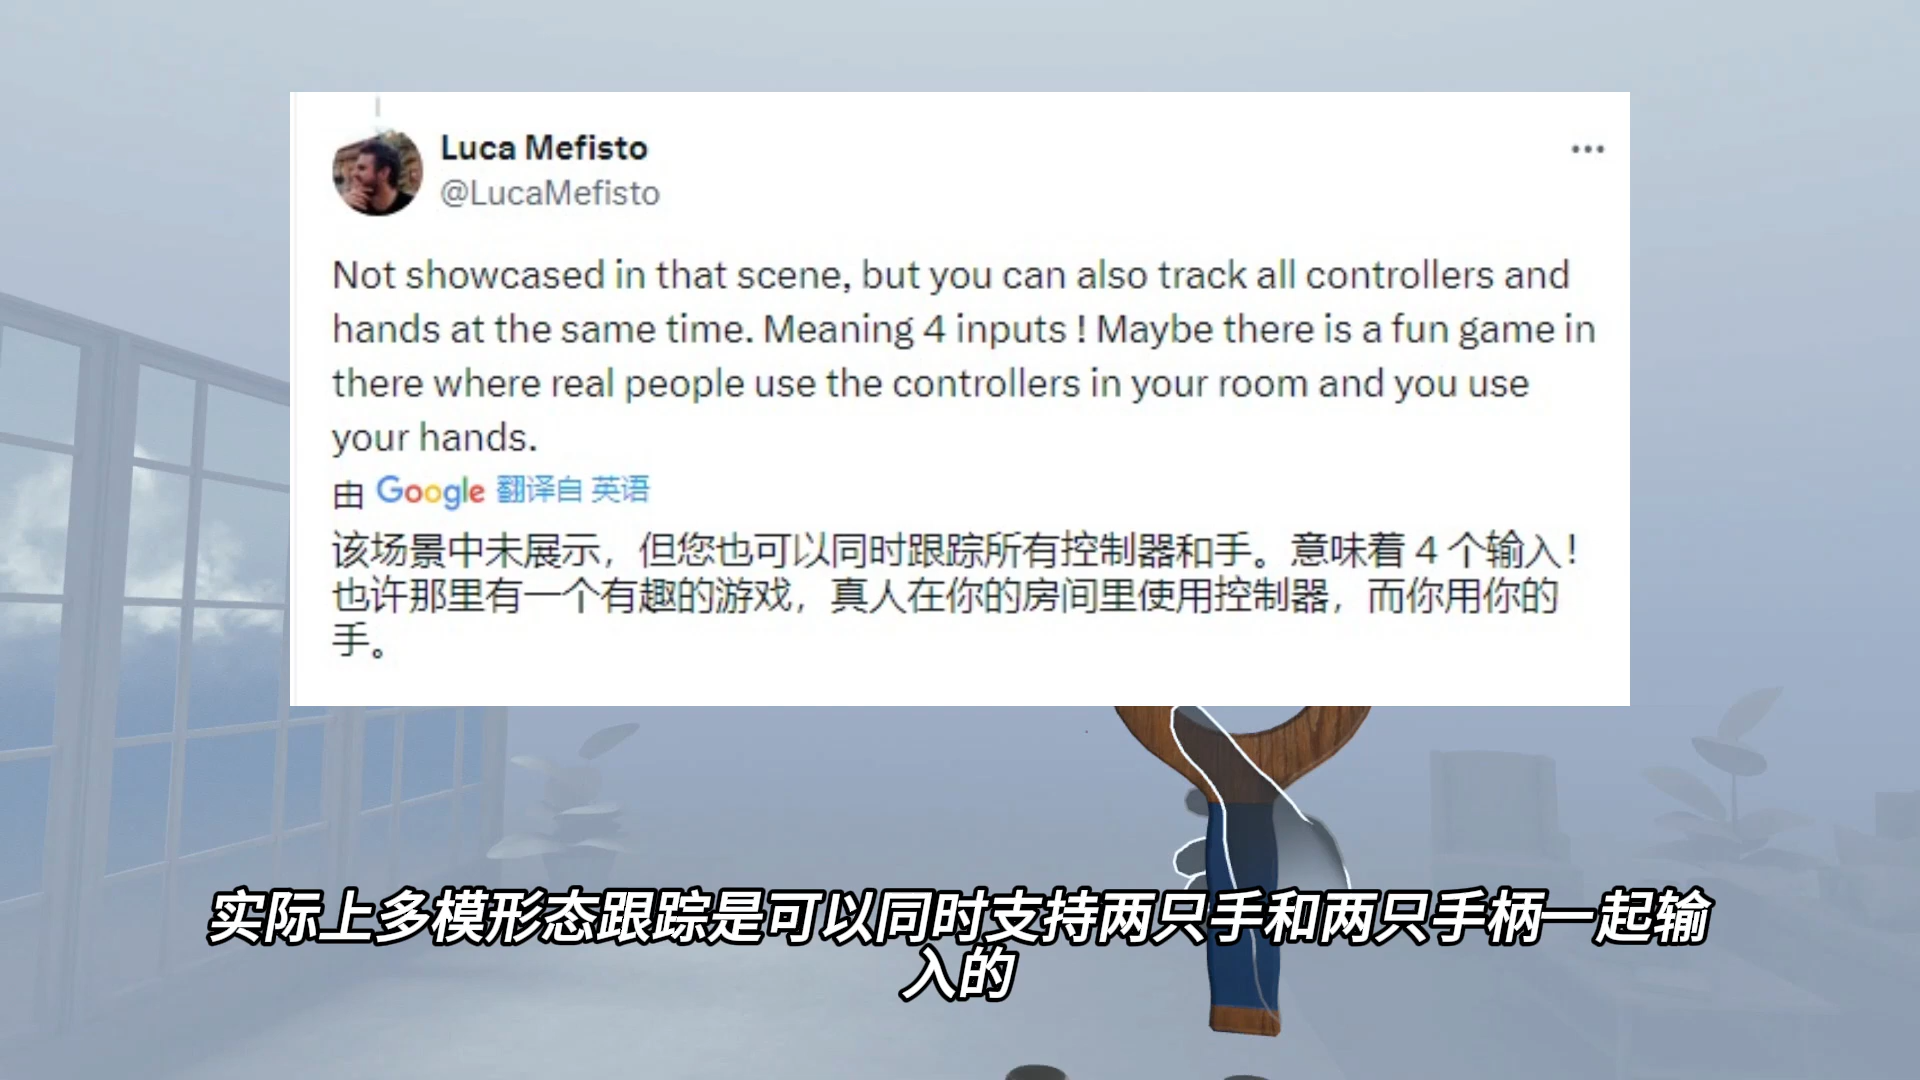 Luca Mefisto
@LucaMefisto
Not showcased in that scene, but you can also track all controllers and
hands at the same time. Meaning 4 inputs ! Maybe there is a fun game in
there where real people use the controllers in your room and you use
your hands.
由 Google 翻译自 英语
该场景中未展示，但您也可以同时跟踪所有控制器和手。意味着 4 个输入！
也许那里有一个有趣的游戏，真人在你的房间里使用控制器，而你用你的
手。
实际上多模形态跟踪是可以同时支持两只手和两只手柄一起输
入的